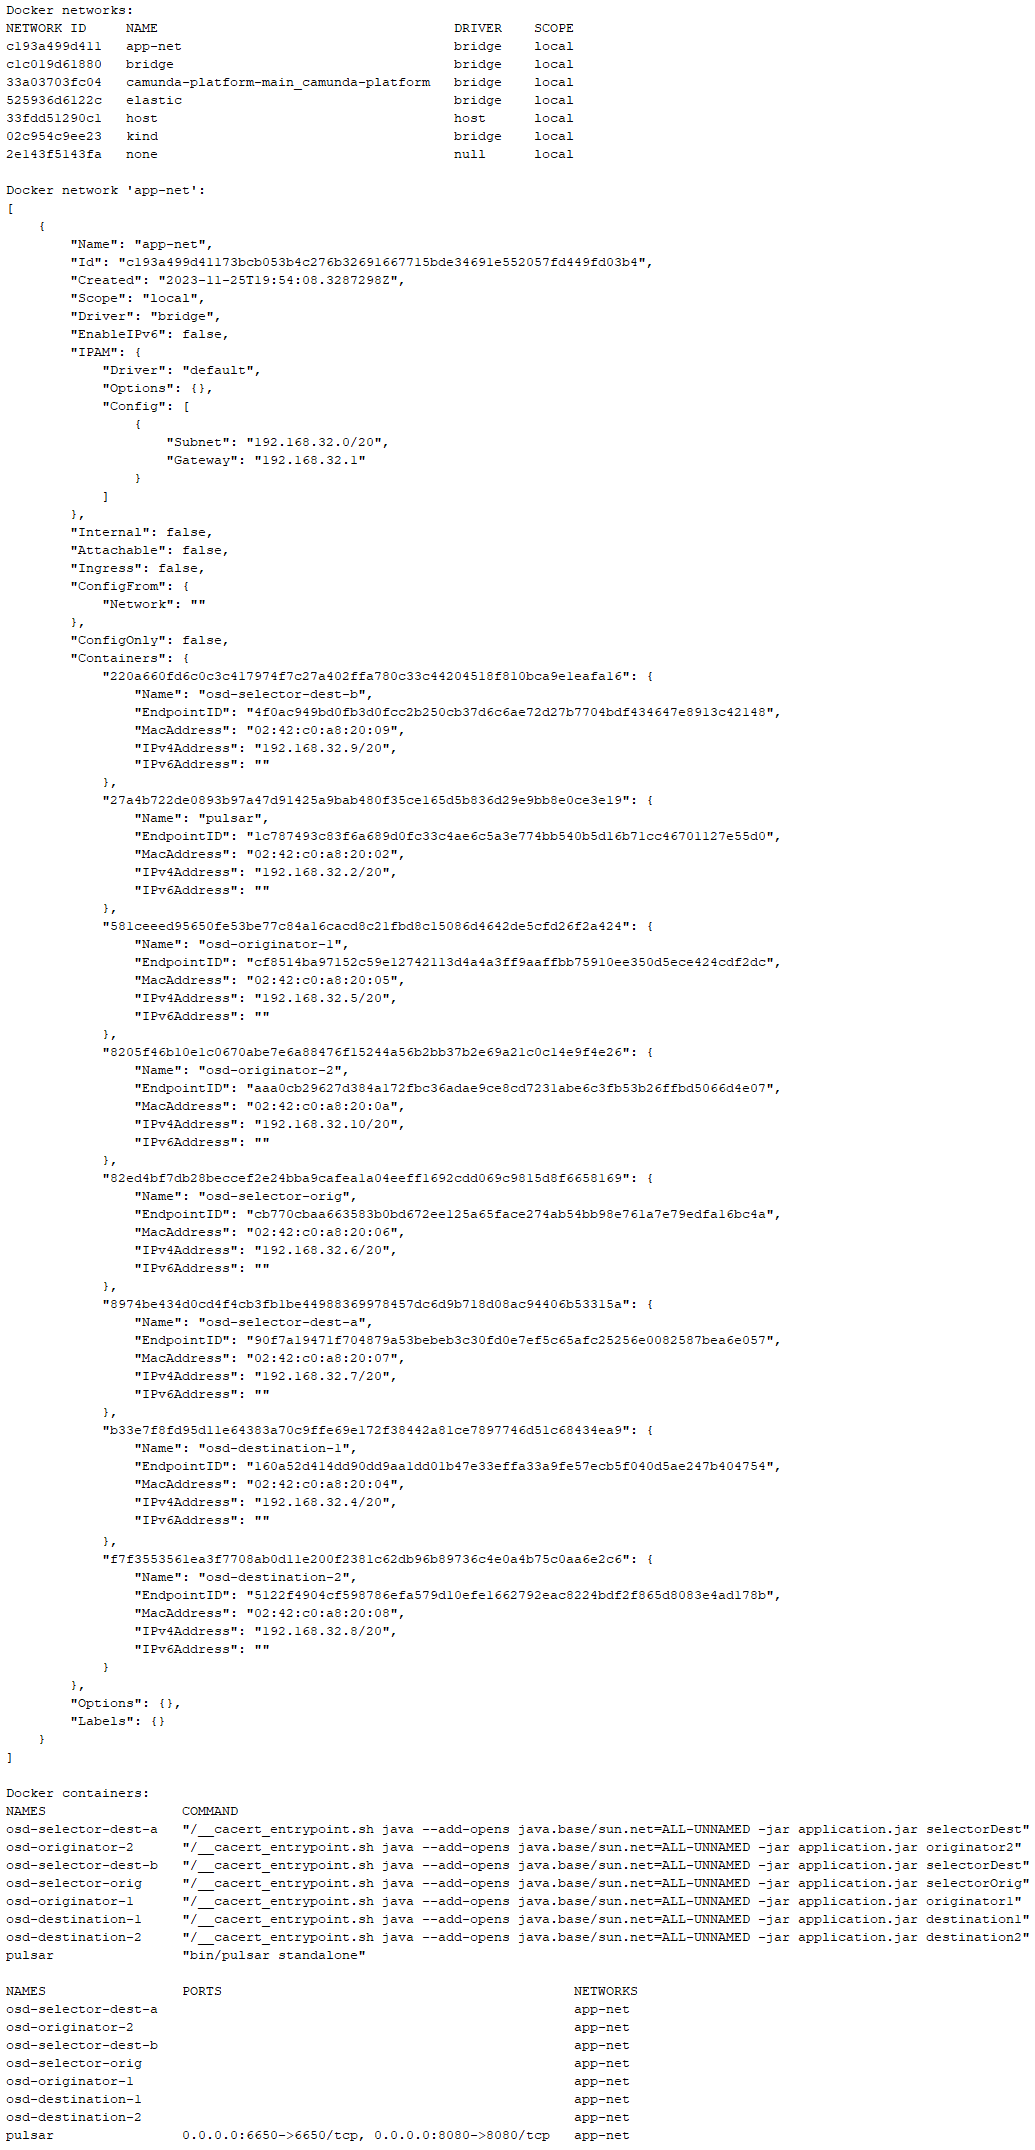 Docker networks:
NETWORK ID     NAME                                     DRIVER    SCOPE
c193a499d411   app-net                                  bridge    local
c1c019d61880   bridge                                   bridge    local
33a03703fc04   camunda-platform-main_camunda-platform   bridge    local
525936d6122c   elastic                                  bridge    local
33fdd51290c1   host                                     host      local
02c954c9ee23   kind                                     bridge    local
2e143f5143fa   none                                     null      local

Docker network 'app-net':
[
    {
        "Name": "app-net",
        "Id": "c193a499d41173bcb053b4c276b32691667715bde34691e552057fd449fd03b4",
        "Created": "2023-11-25T19:54:08.3287298Z",
        "Scope": "local",
        "Driver": "bridge",
        "EnableIPv6": false,
        "IPAM": {
            "Driver": "default",
            "Options": {},
            "Config": [
                {
                    "Subnet": "192.168.32.0/20",
                    "Gateway": "192.168.32.1"
                }
            ]
        },
        "Internal": false,
        "Attachable": false,
        "Ingress": false,
        "ConfigFrom": {
            "Network": ""
        },
        "ConfigOnly": false,
        "Containers": {
            "220a660fd6c0c3c417974f7c27a402ffa780c33c44204518f810bca9e1eafa16": {
                "Name": "osd-selector-dest-b",
                "EndpointID": "4f0ac949bd0fb3d0fcc2b250cb37d6c6ae72d27b7704bdf434647e8913c42148",
                "MacAddress": "02:42:c0:a8:20:09",
                "IPv4Address": "192.168.32.9/20",
                "IPv6Address": ""
            },
            "27a4b722de0893b97a47d91425a9bab480f35ce165d5b836d29e9bb8e0ce3e19": {
                "Name": "pulsar",
                "EndpointID": "1c787493c83f6a689d0fc33c4ae6c5a3e774bb540b5d16b71cc46701127e55d0",
                "MacAddress": "02:42:c0:a8:20:02",
                "IPv4Address": "192.168.32.2/20",
                "IPv6Address": ""
            },
            "581ceeed95650fe53be77c84a16cacd8c21fbd8c15086d4642de5cfd26f2a424": {
                "Name": "osd-originator-1",
                "EndpointID": "cf8514ba97152c59e12742113d4a4a3ff9aaffbb75910ee350d5ece424cdf2dc",
                "MacAddress": "02:42:c0:a8:20:05",
                "IPv4Address": "192.168.32.5/20",
                "IPv6Address": ""
            },
            "8205f46b10e1c0670abe7e6a88476f15244a56b2bb37b2e69a21c0c14e9f4e26": {
                "Name": "osd-originator-2",
                "EndpointID": "aaa0cb29627d384a172fbc36adae9ce8cd7231abe6c3fb53b26ffbd5066d4e07",
                "MacAddress": "02:42:c0:a8:20:0a",
                "IPv4Address": "192.168.32.10/20",
                "IPv6Address": ""
            },
            "82ed4bf7db28beccef2e24bba9cafea1a04eeff1692cdd069c9815d8f6658169": {
                "Name": "osd-selector-orig",
                "EndpointID": "cb770cbaa663583b0bd672ee125a65face274ab54bb98e761a7e79edfa16bc4a",
                "MacAddress": "02:42:c0:a8:20:06",
                "IPv4Address": "192.168.32.6/20",
                "IPv6Address": ""
            },
            "8974be434d0cd4f4cb3fb1be44988369978457dc6d9b718d08ac94406b53315a": {
                "Name": "osd-selector-dest-a",
                "EndpointID": "90f7a19471f704879a53bebeb3c30fd0e7ef5c65afc25256e0082587bea6e057",
                "MacAddress": "02:42:c0:a8:20:07",
                "IPv4Address": "192.168.32.7/20",
                "IPv6Address": ""
            },
            "b33e7f8fd95d11e64383a70c9ffe69e172f38442a81ce7897746d51c68434ea9": {
                "Name": "osd-destination-1",
                "EndpointID": "160a52d414dd90dd9aa1dd01b47e33effa33a9fe57ecb5f040d5ae247b404754",
                "MacAddress": "02:42:c0:a8:20:04",
                "IPv4Address": "192.168.32.4/20",
                "IPv6Address": ""
            },
            "f7f3553561ea3f7708ab0d11e200f2381c62db96b89736c4e0a4b75c0aa6e2c6": {
                "Name": "osd-destination-2",
                "EndpointID": "5122f4904cf598786efa579d10efe1662792eac8224bdf2f865d8083e4ad178b",
                "MacAddress": "02:42:c0:a8:20:08",
                "IPv4Address": "192.168.32.8/20",
                "IPv6Address": ""
            }
        },
        "Options": {},
        "Labels": {}
    }
]

Docker containers:
NAMES                 COMMAND
osd-selector-dest-a   "/__cacert_entrypoint.sh java --add-opens java.base/sun.net=ALL-UNNAMED -jar application.jar selectorDest"
osd-originator-2      "/__cacert_entrypoint.sh java --add-opens java.base/sun.net=ALL-UNNAMED -jar application.jar originator2"
osd-selector-dest-b   "/__cacert_entrypoint.sh java --add-opens java.base/sun.net=ALL-UNNAMED -jar application.jar selectorDest"
osd-selector-orig     "/__cacert_entrypoint.sh java --add-opens java.base/sun.net=ALL-UNNAMED -jar application.jar selectorOrig"
osd-originator-1      "/__cacert_entrypoint.sh java --add-opens java.base/sun.net=ALL-UNNAMED -jar application.jar originator1"
osd-destination-1     "/__cacert_entrypoint.sh java --add-opens java.base/sun.net=ALL-UNNAMED -jar application.jar destination1"
osd-destination-2     "/__cacert_entrypoint.sh java --add-opens java.base/sun.net=ALL-UNNAMED -jar application.jar destination2"
pulsar                "bin/pulsar standalone"

NAMES                 PORTS                                            NETWORKS
osd-selector-dest-a                                                    app-net
osd-originator-2                                                       app-net
osd-selector-dest-b                                                    app-net
osd-selector-orig                                                      app-net
osd-originator-1                                                       app-net
osd-destination-1                                                      app-net
osd-destination-2                                                      app-net
pulsar                0.0.0.0:6650->6650/tcp, 0.0.0.0:8080->8080/tcp   app-net